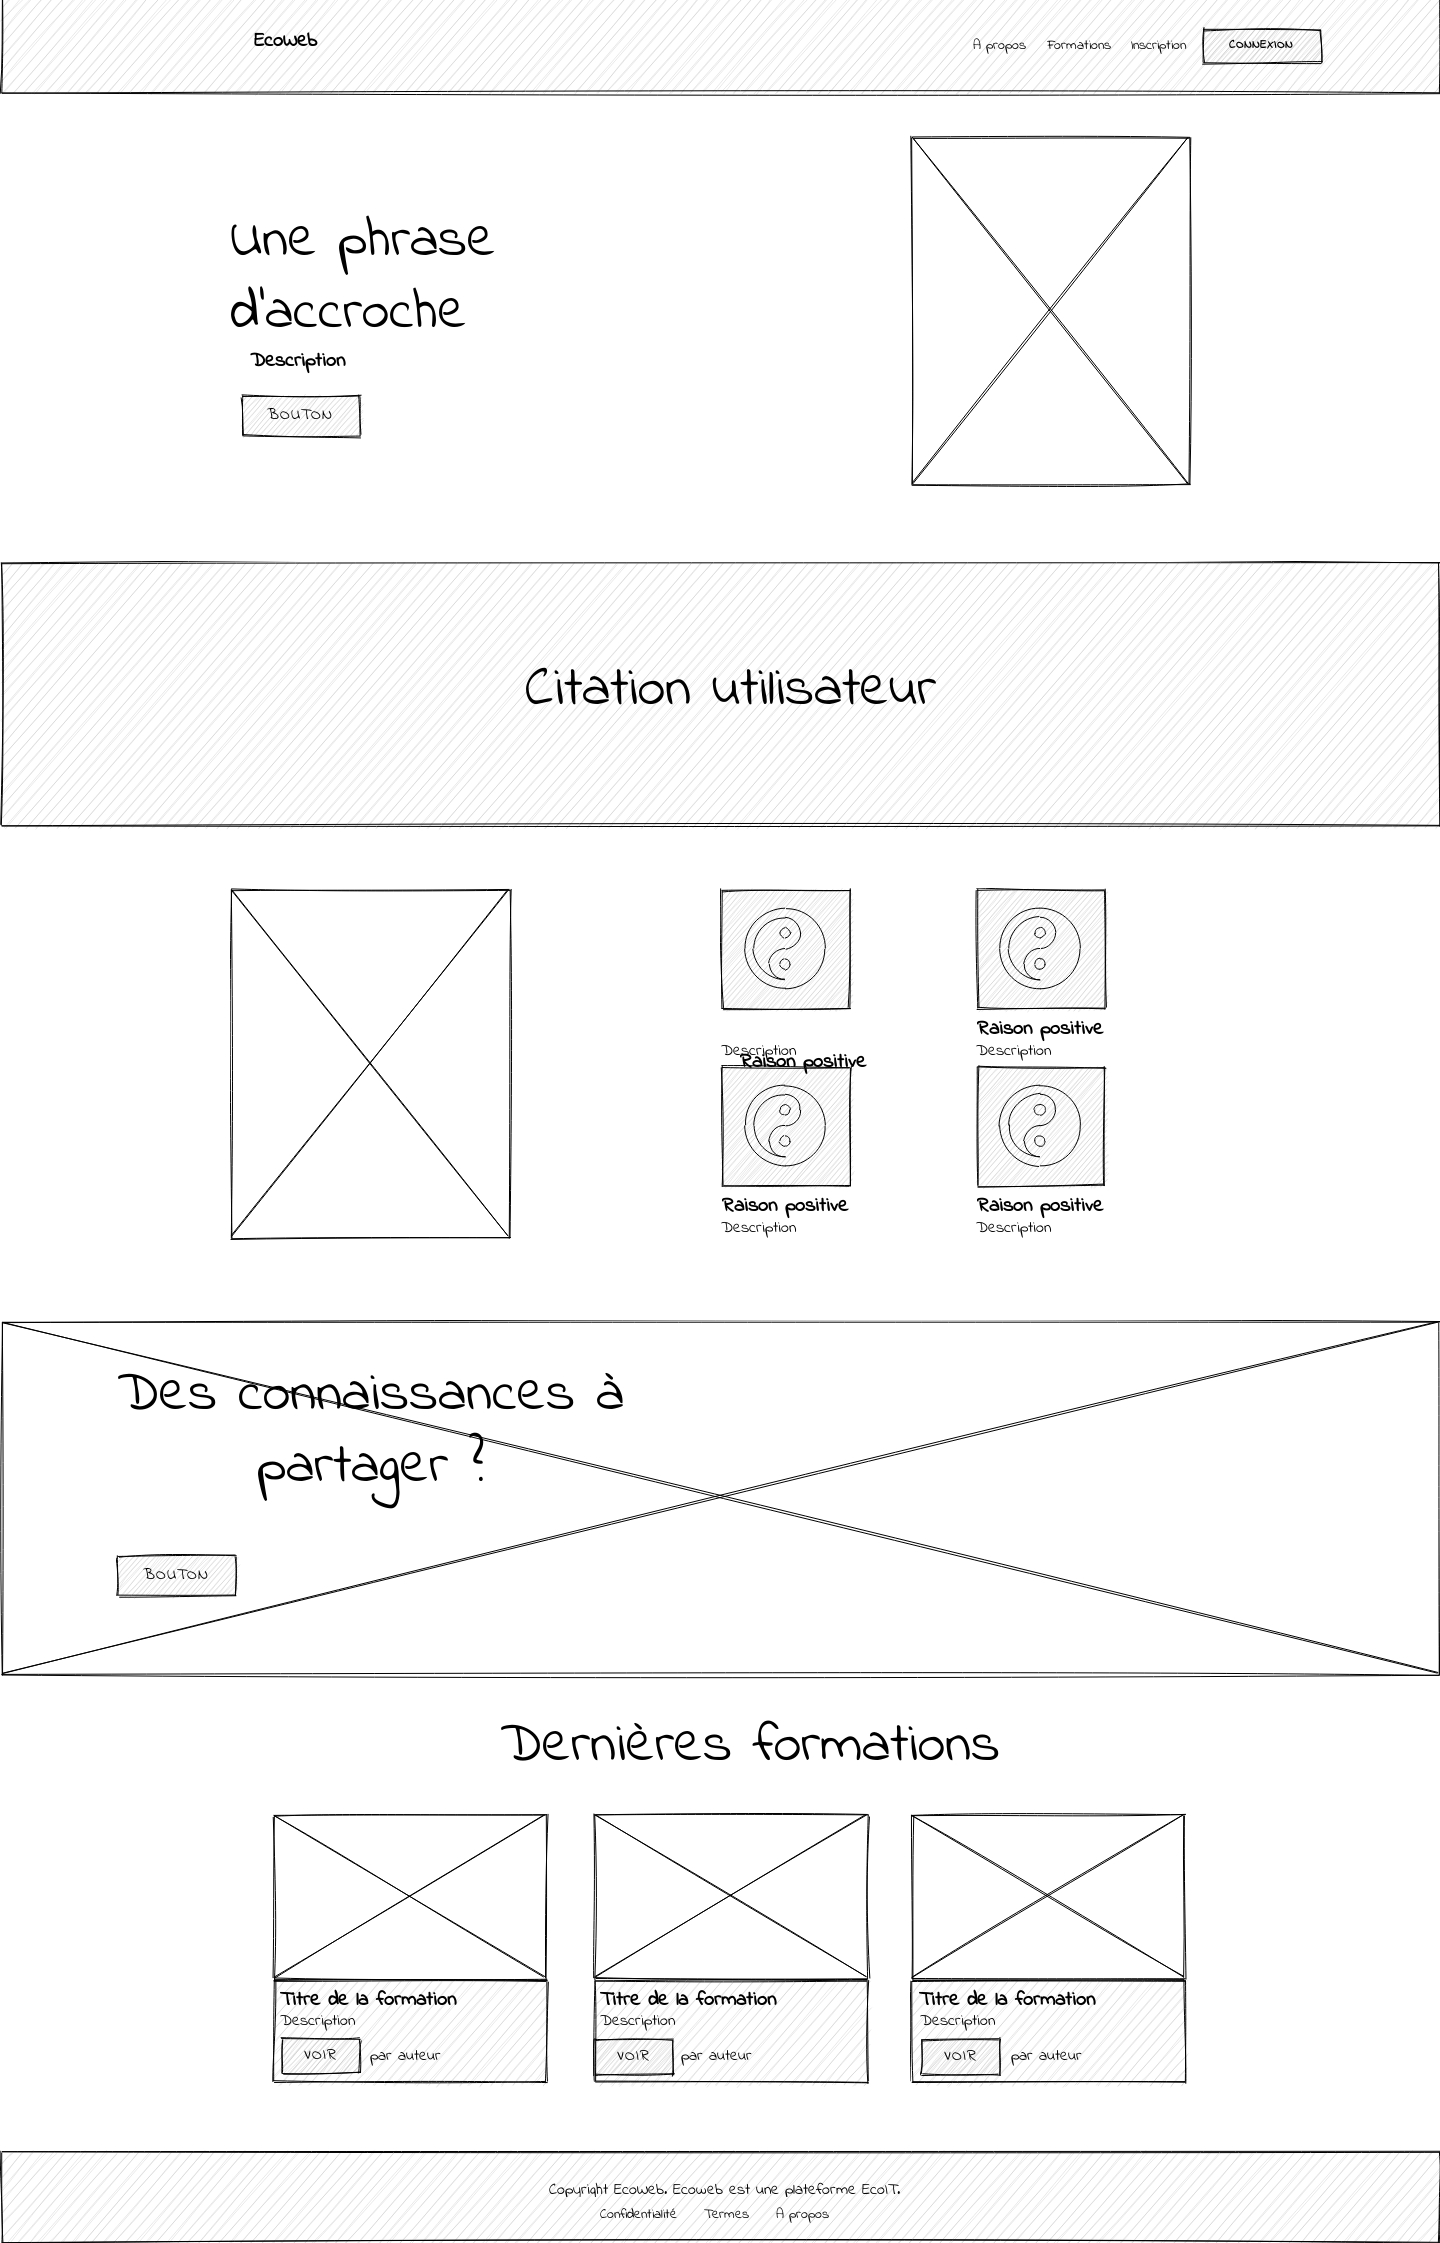 Ecoweb
A propos
Formations
Inscription
CONNEXION
Une phrase
d'accroche
Description
BOUTON
Citation utilisateur
Description
Raison positive
Raison positive
Description
Raison positive
Description
Raison positive
Description
Des connaissances à
partager ?
BOUTON
Dernières formations
Titre de la formation
Description
VOIR
par auteur
Titre de la formation
Description
VOIR
par auteur
Titre de la formation
Description
VOIR
par auteur
Copyright Ecoweb. Ecoweb est une plateforme EcoIT.
Confidentialité
Termes
A propos